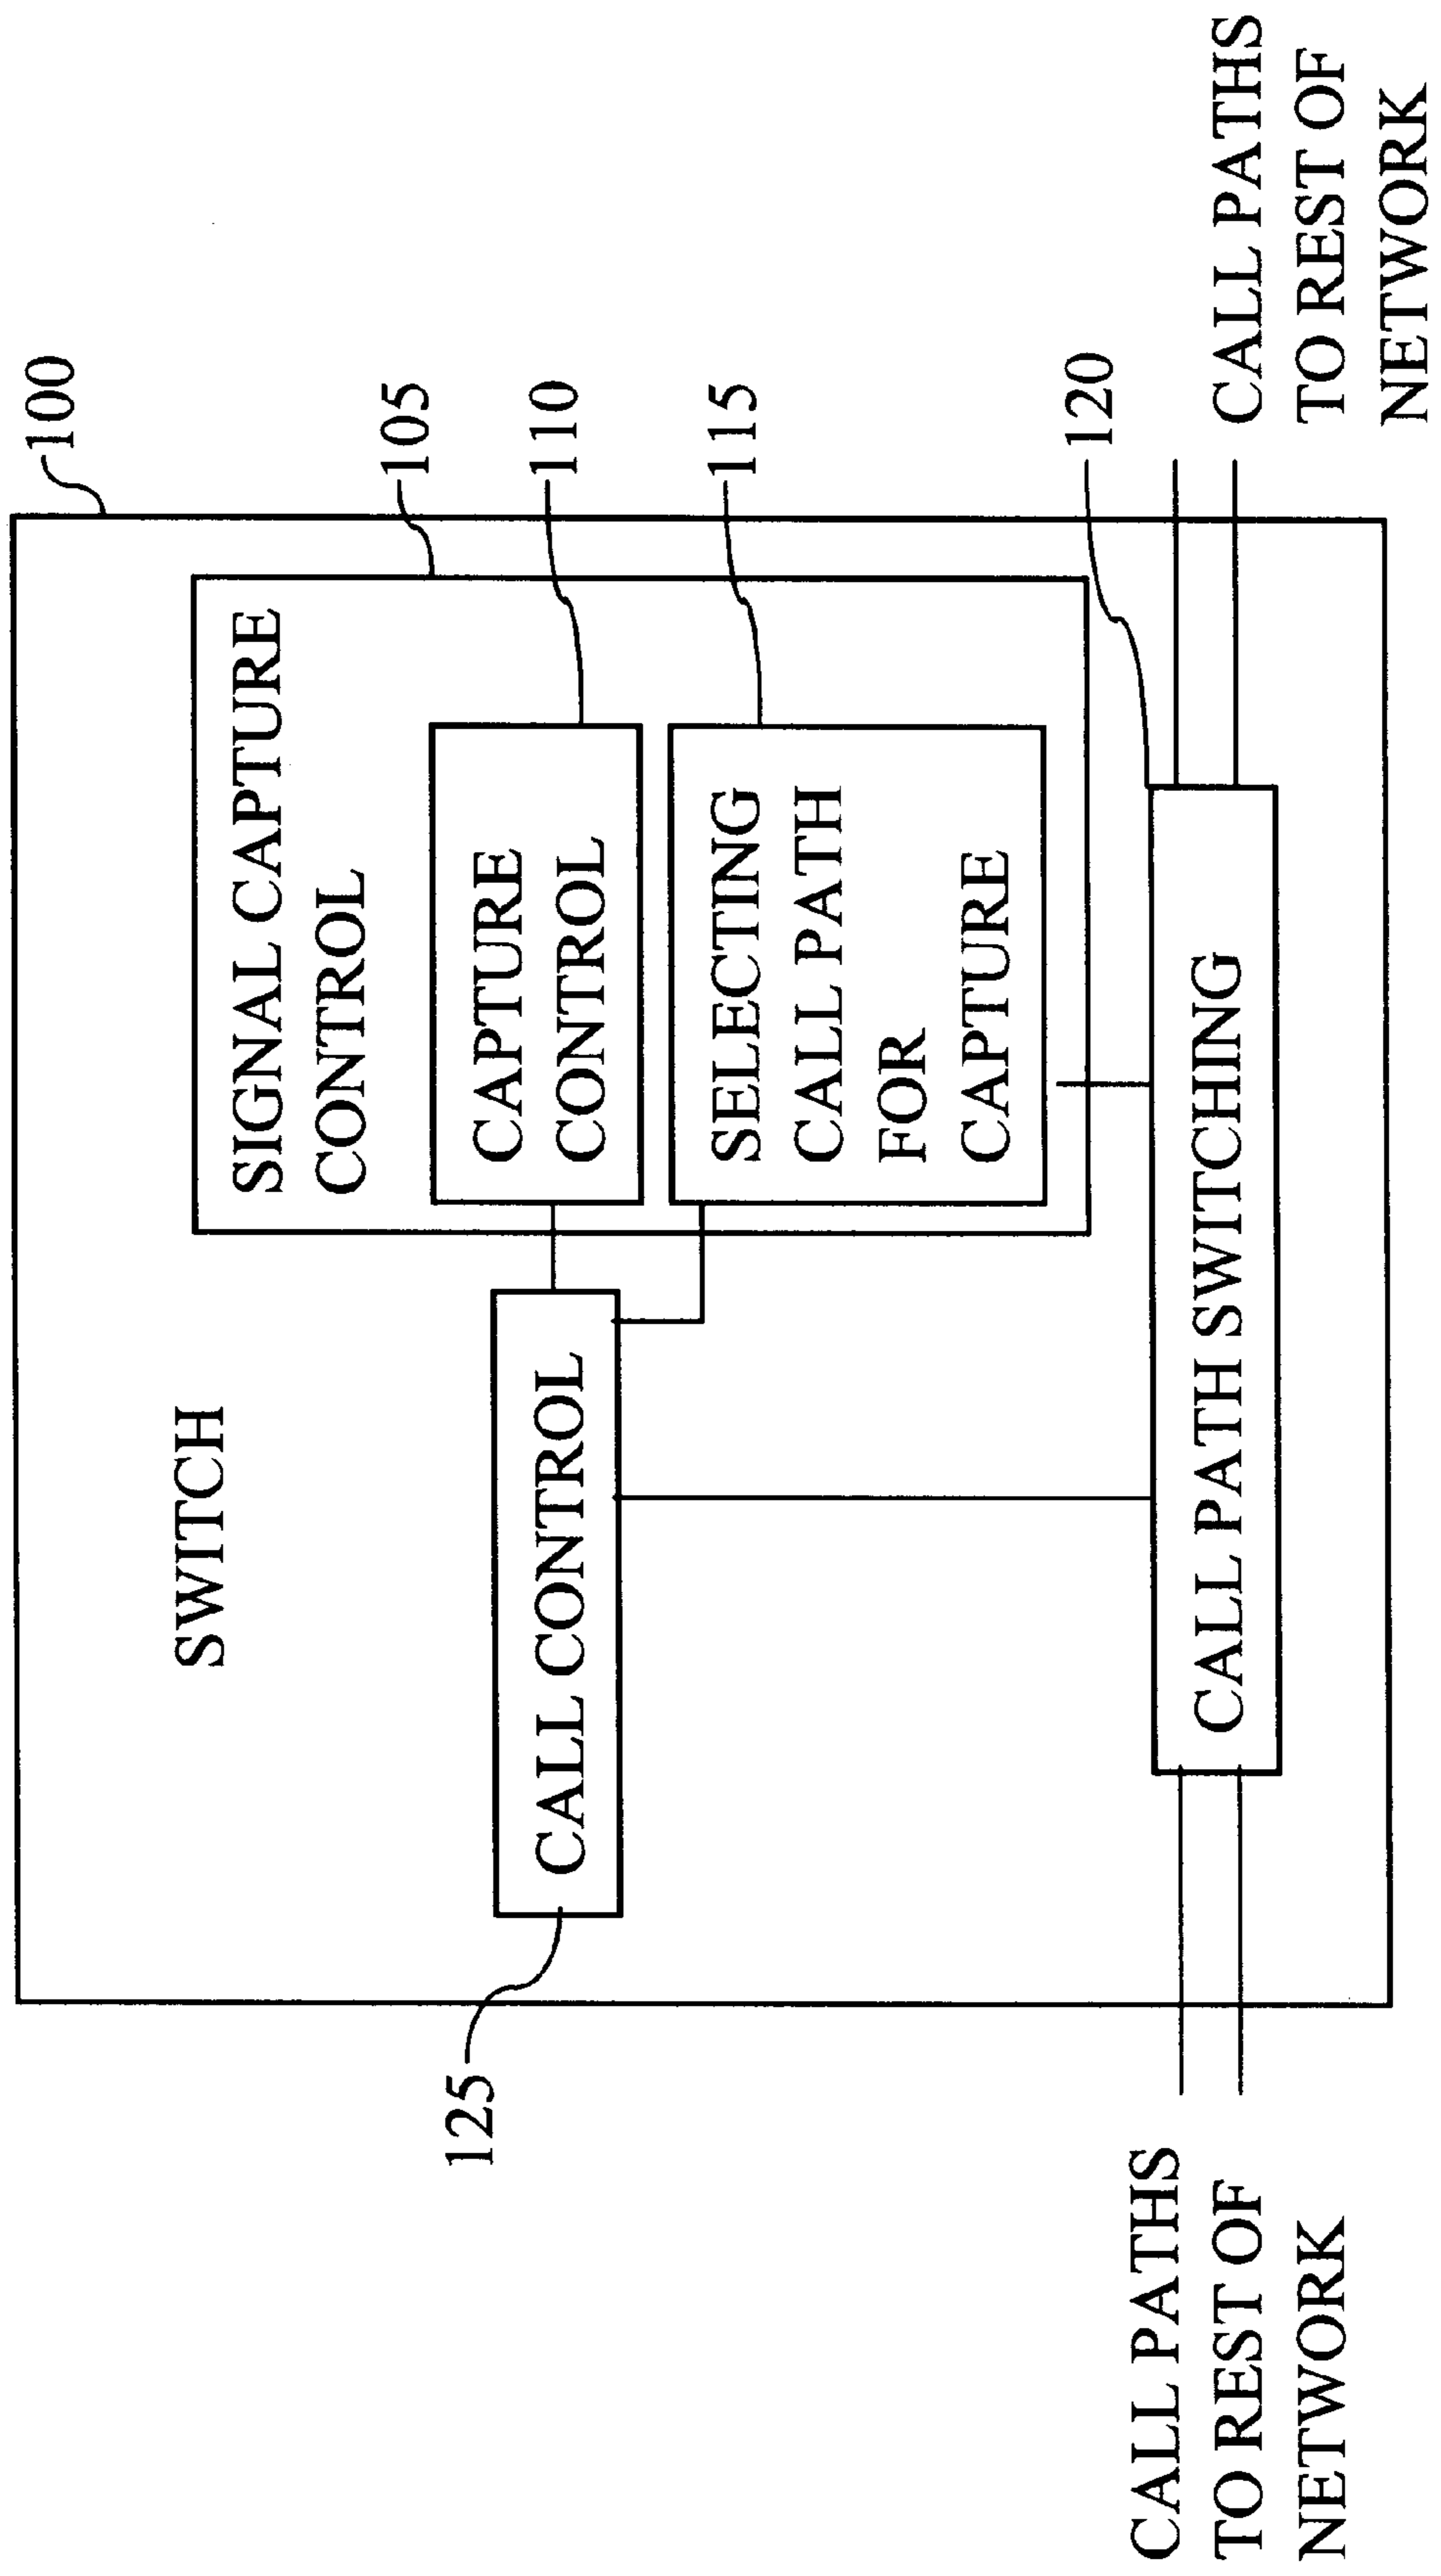 100
SWITCH
SIGNAL CAPTURE
CONTROL
105
CAPTURE
CONTROL
110
125
CALL CONTROL
SELECTING
CALL PATH
FOR
CAPTURE
115
120
CALL PATH SWITCHING
CALL PATHS
TO REST OF
NETWORK
CALL PATHS
TO REST OF
NETWORK